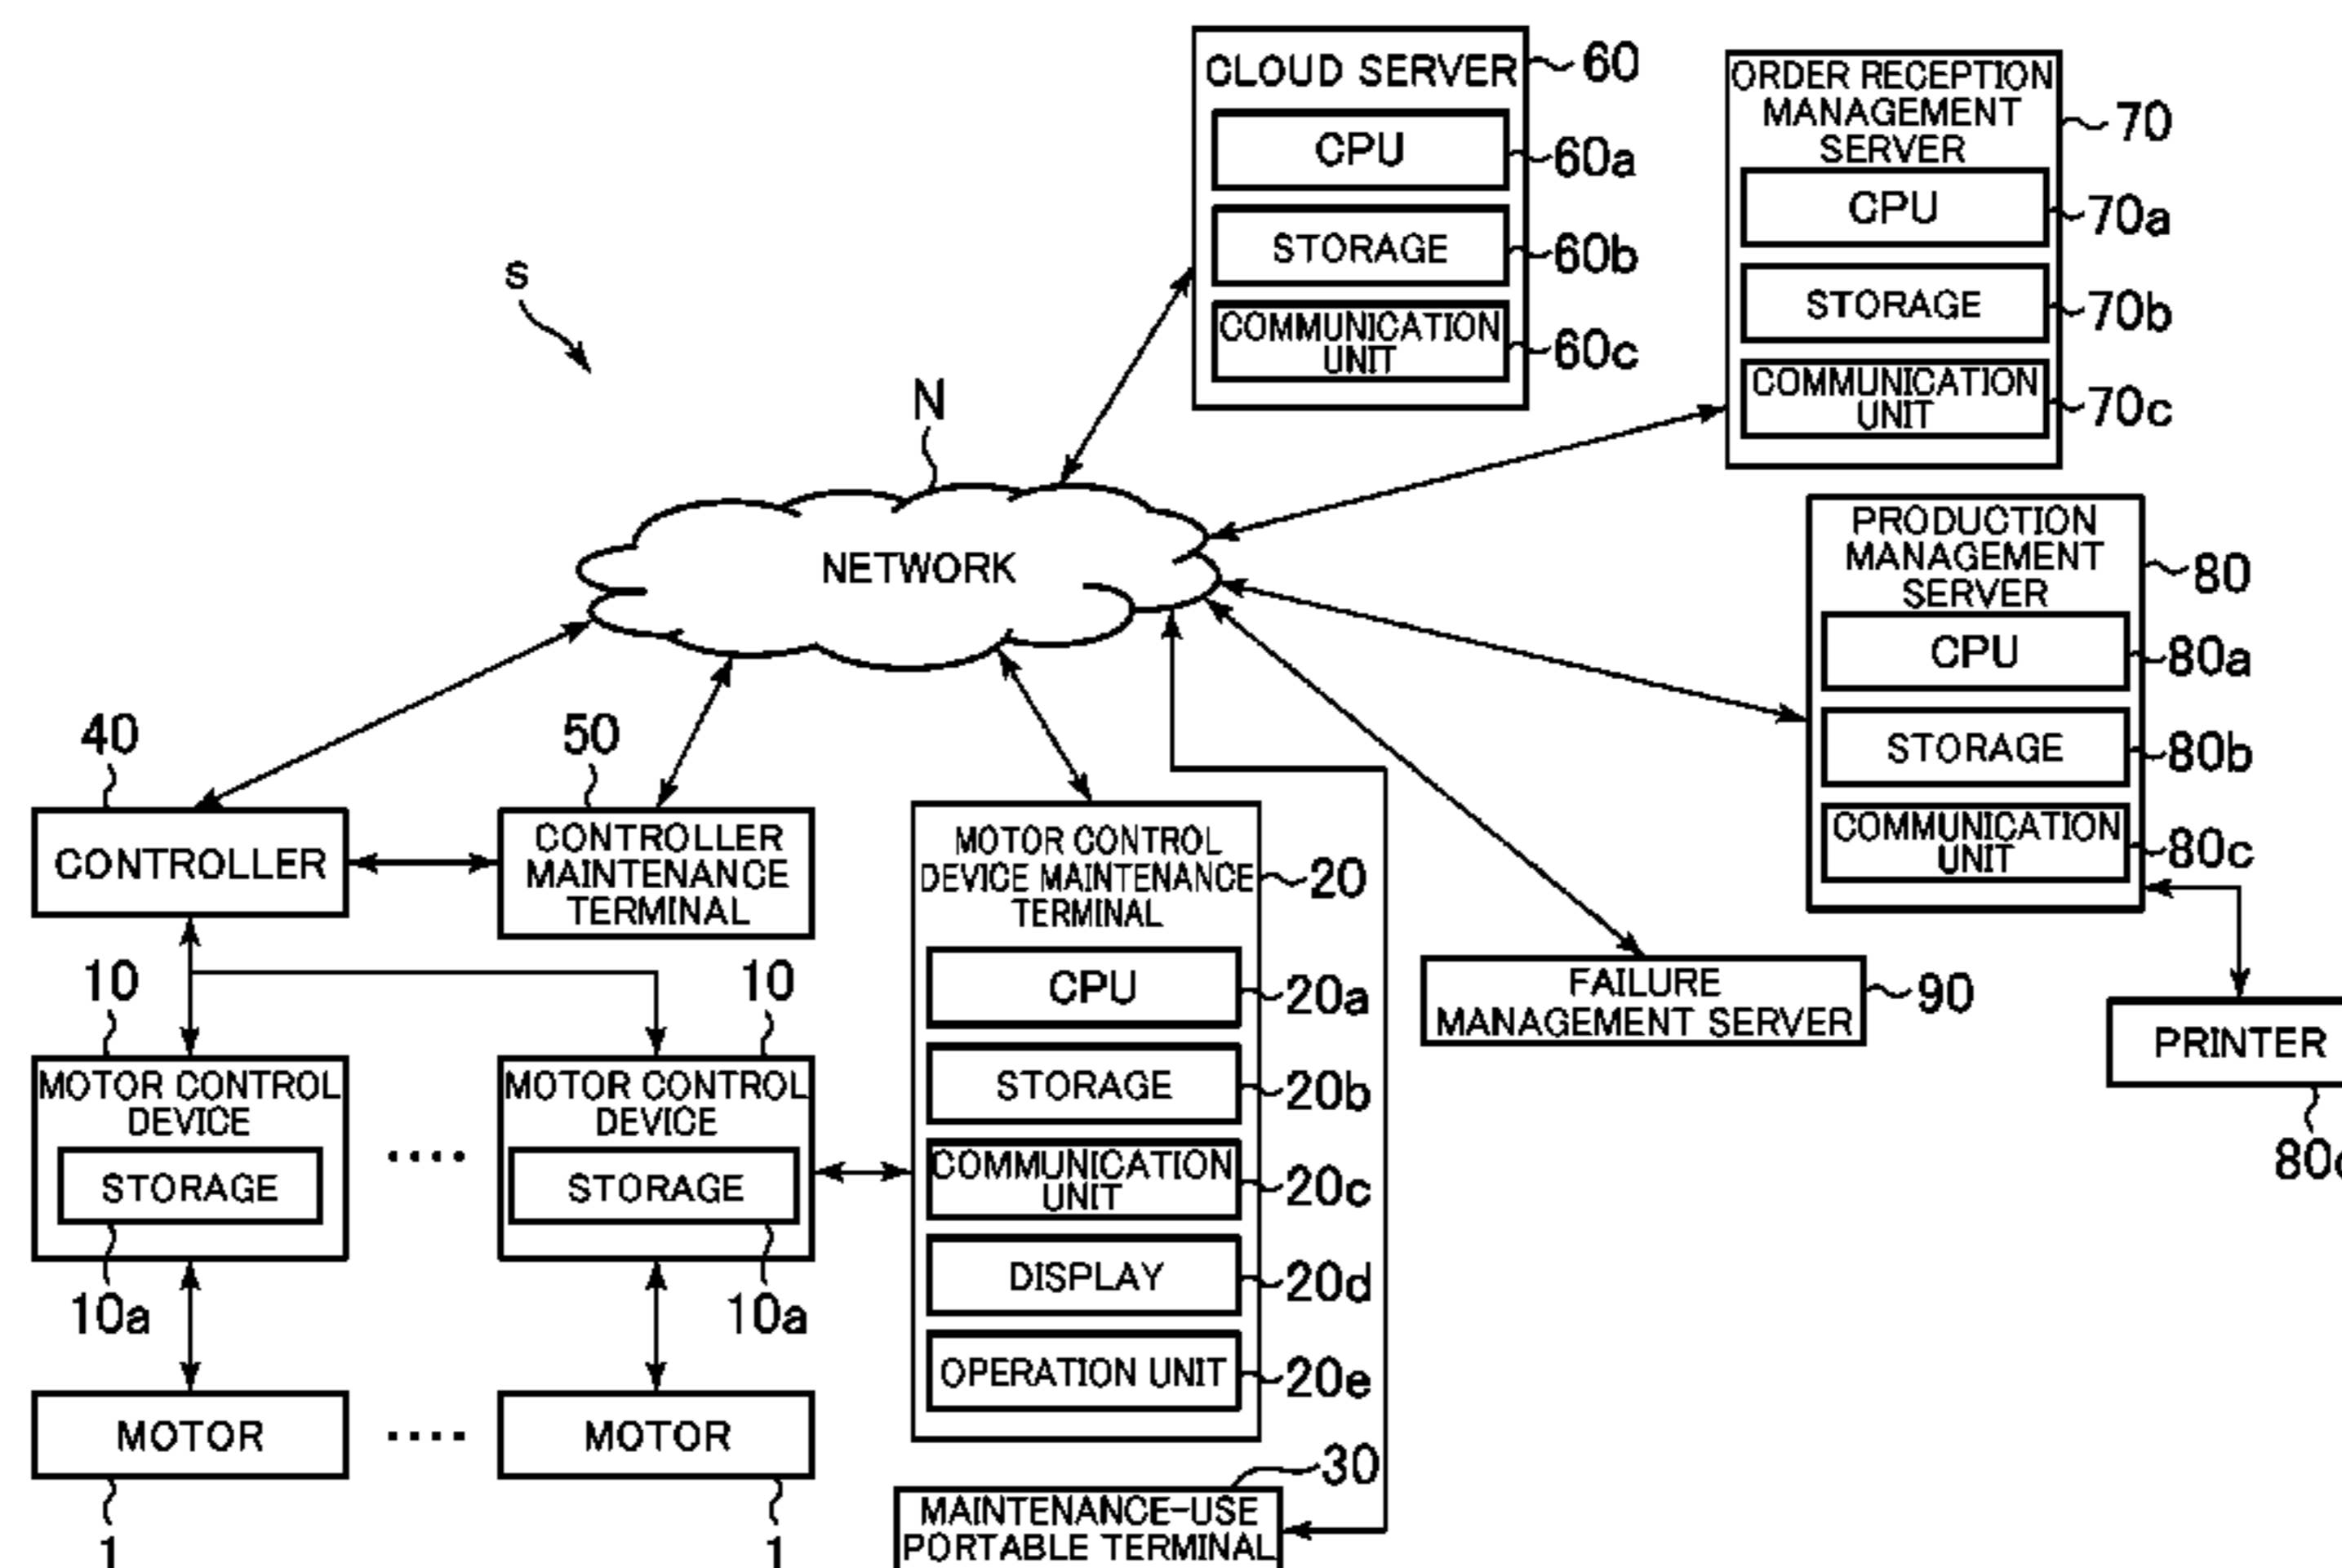 CLOUD SERVER
60
CPU
60a
STORAGE
60b
COMMUNICATION
UNIT
60c
ORDER RECEPTION
MANAGEMENT
SERVER
70
CPU
70a
STORAGE
70b
COMMUNICATION
UNIT
70c
S
N
NETWORK
PRODUCTION
MANAGEMENT
SERVER
80
CPU
80a
STORAGE
80b
COMMUNICATION
UNIT
80c
40
CONTROLLER
50
CONTROLLER
MAINTENANCE
TERMINAL
MOTOR CONTROL
DEVICE MAINTENANCE
TERMINAL
20
CPU
20a
STORAGE
20b
COMMUNICATION
UNIT
20c
DISPLAY
20d
OPERATION UNIT
20e
FAILURE
MANAGEMENT SERVER
90
PRINTER
10
MOTOR CONTROL
DEVICE
STORAGE
10a
10
MOTOR CONTROL
DEVICE
STORAGE
10a
MOTOR
1
MOTOR
1
30
MAINTENANCE-USE
PORTABLE TERMINAL